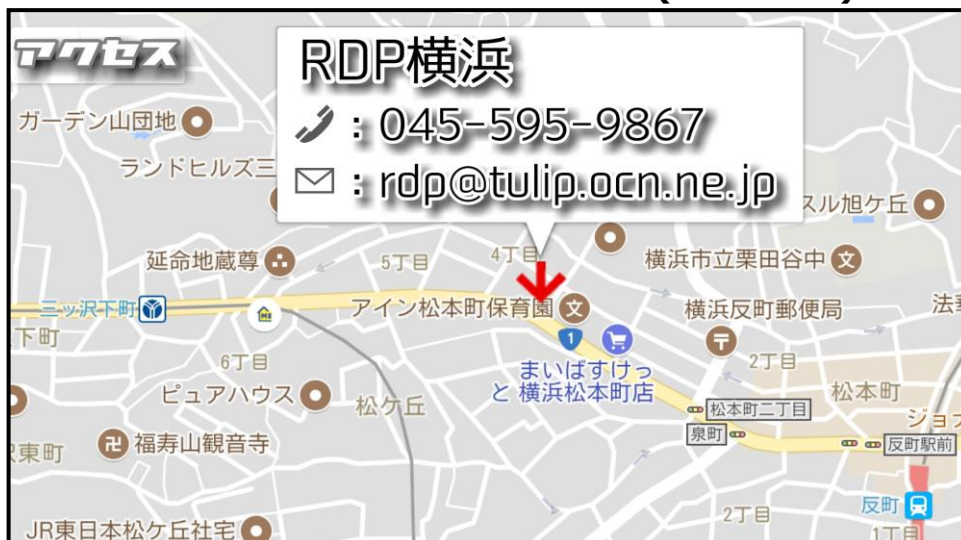 アクセス
RDP横浜
: 045-595-9867
: rdp@tulip.ocn.ne.jp
ガーデン山団地
ランドヒルズ三
スル旭ケ丘
延命地蔵尊
5丁目
4丁目
横浜市立栗田谷中
三ッ沢下町
アイン松本町保育園
横浜反町郵便局
下町
1
6丁目
まいばすけっ
と 横浜松本町店
2丁目
ピュアハウス
松ケ丘
松本町二丁目
松本町
ジョ
泉町
反町駅前
東町
福寿山観音寺
反町
2丁目
JR東日本松ケ丘社宅
1丁目